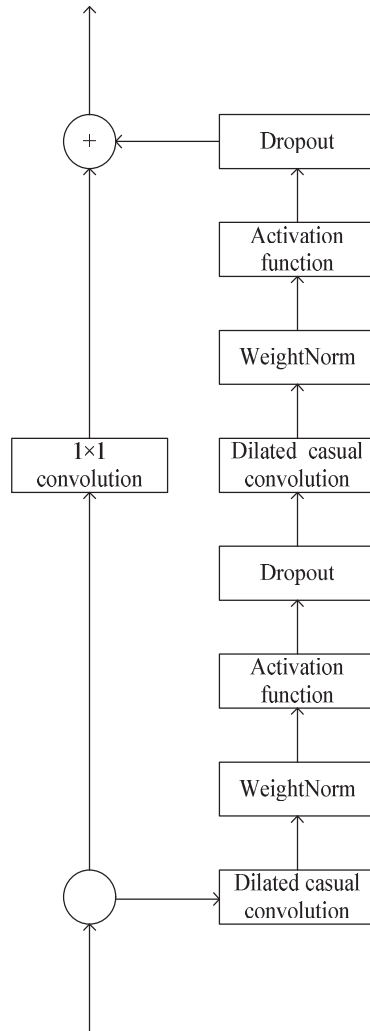 +
Dropout
Activation
function
WeightNorm
1×1
convolution
Dilated casual
convolution
Dropout
Activation
function
WeightNorm
Dilated casual
convolution